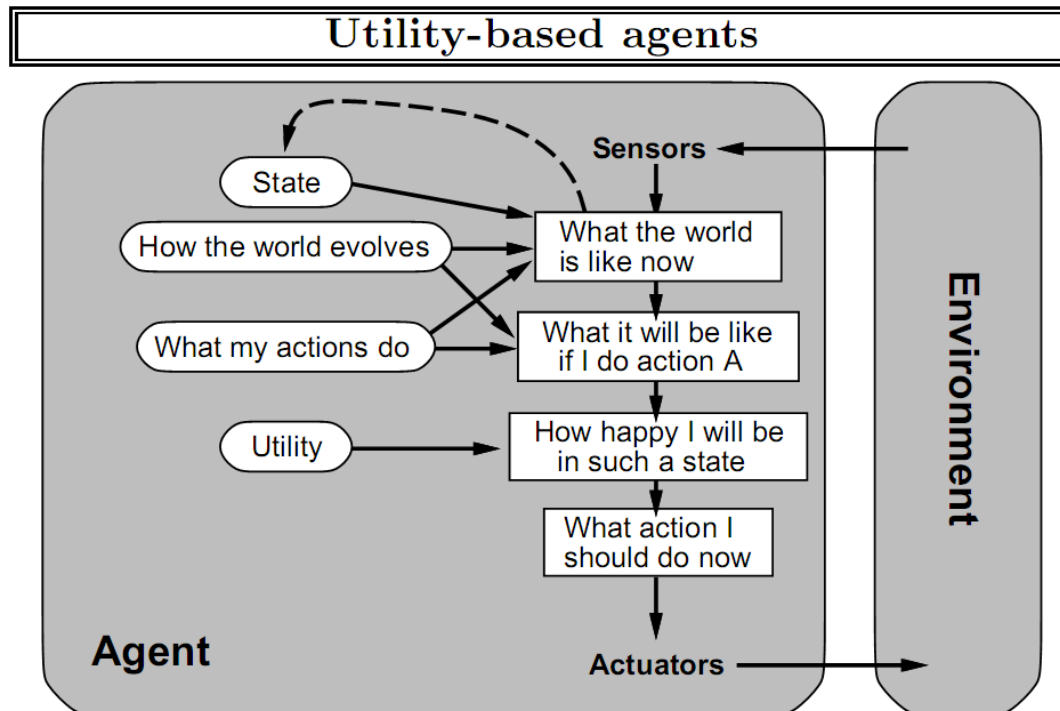 Utility-based agents
Sensors
State
What the world
is like now
How the world evolves
What it will be like
if I do action A
What my actions do
How happy I will be
in such a state
Utility
What action I
should do now
Agent
Actuators
Environment